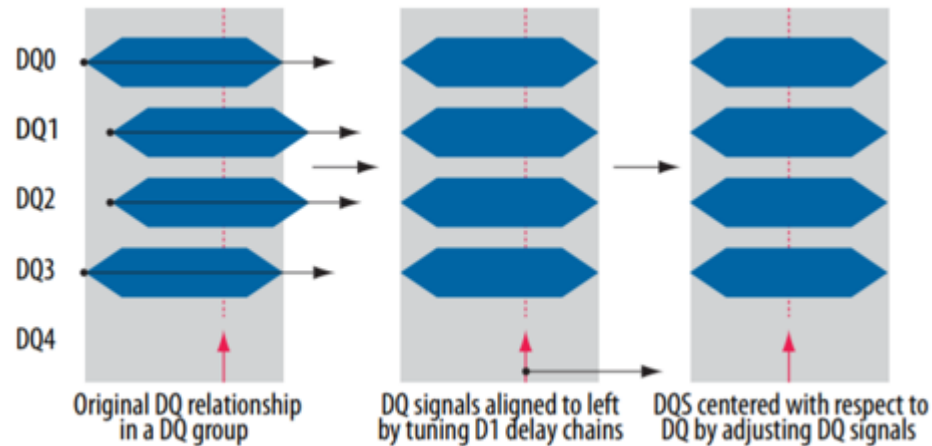 DQ0
DQ1
DQ2
DQ3
DQ4
Original DQ relationship
in a DQ group
DQ signals aligned to left
by tuning D1 delay chains
DQS centered with respect to
DQ by adjusting DQ signals